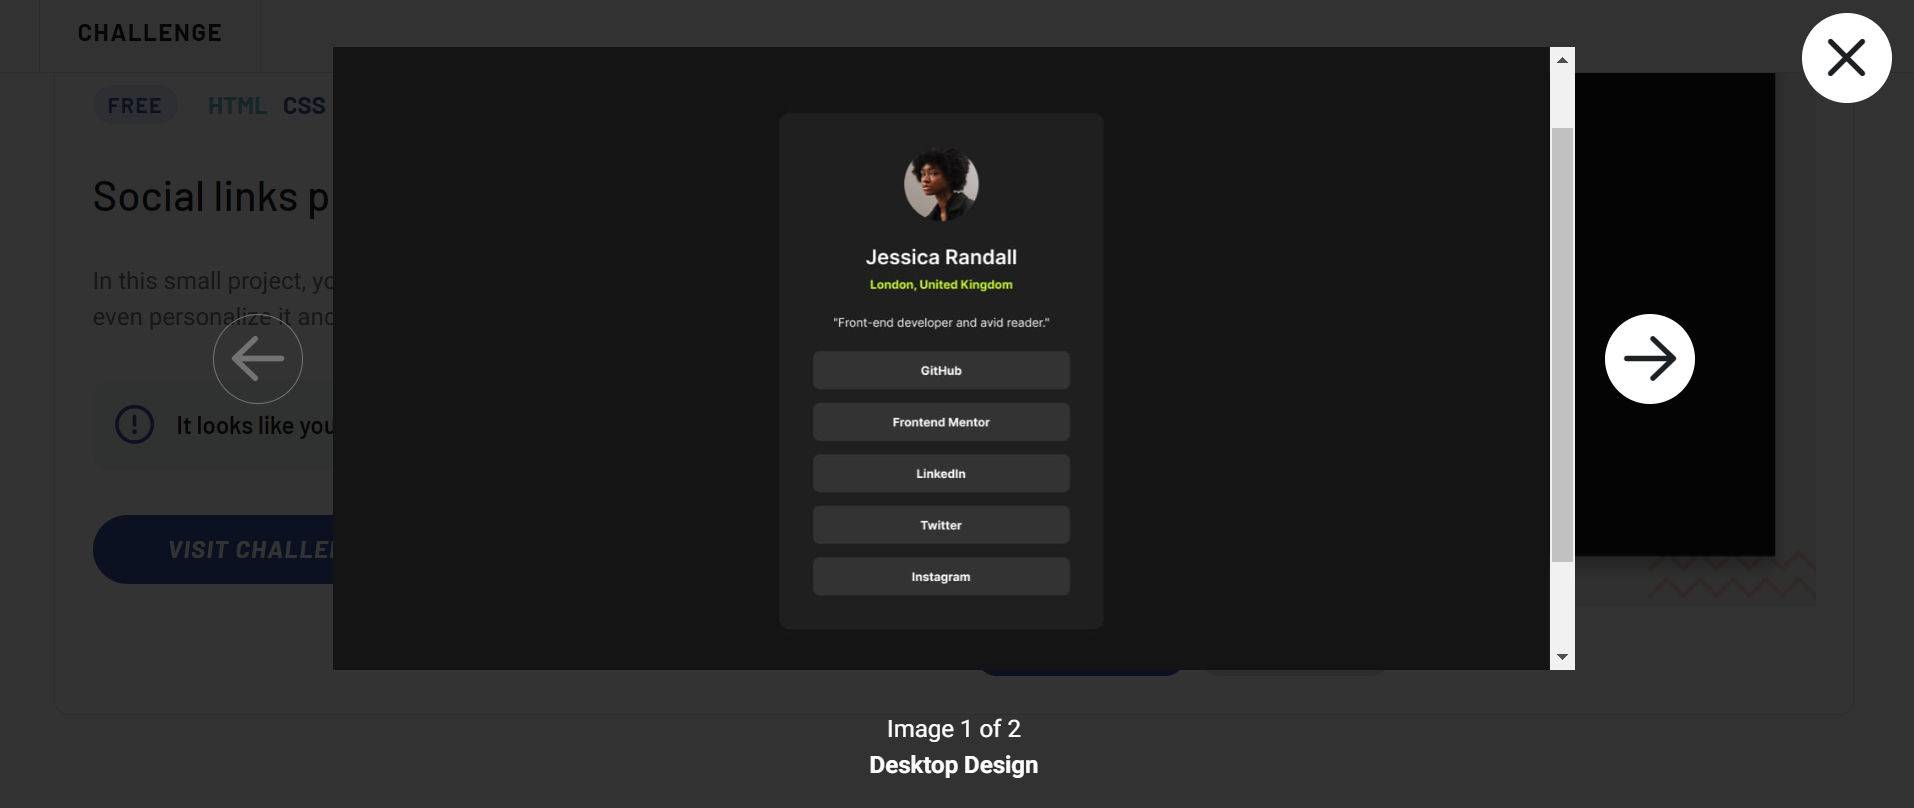 CHALLENGE
FREE HTML CSS
Social links p
In this small project, yo
even personalize it and
It looks like you
VISIT CHALLE
Jessica Randall
London, United Kingdom
"Front-end developer and avid reader."
GitHub
Frontend Mentor
LinkedIn
Twitter
Instagram
Image 1 of 2
Desktop Design